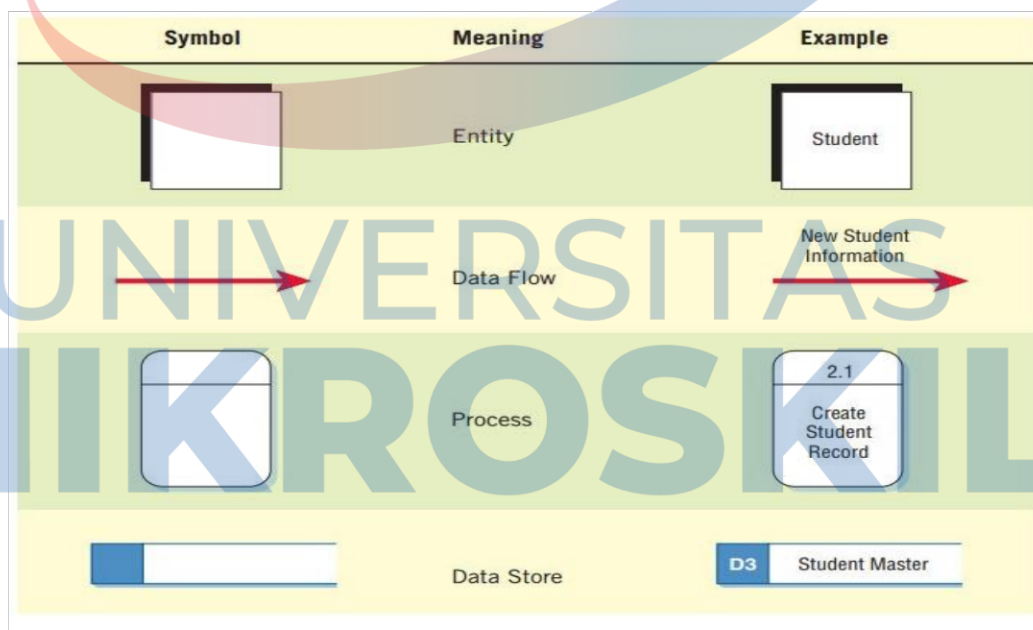 Symbol Meaning Example
Entity
Student
New Student
Information
Data Flow
UNIVERSITAS
MIKROSKIL
2.1
Process
Create
Student
Record
D3 Student Master
Data Store